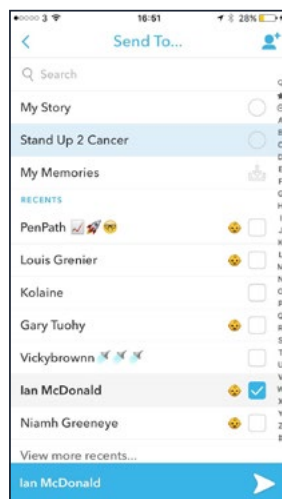 3 16:51 28%
Send To...
Search
My Story
Stand Up 2 Cancer
My Memories
RECENTS
PenPath 📈🚀🤓
Louis Grenier
Kolaine
Gary Tuohy
Vickybrownn🍼🍼🍼
Ian McDonald
Niamh Greeneye
View more recents...
Ian McDonald